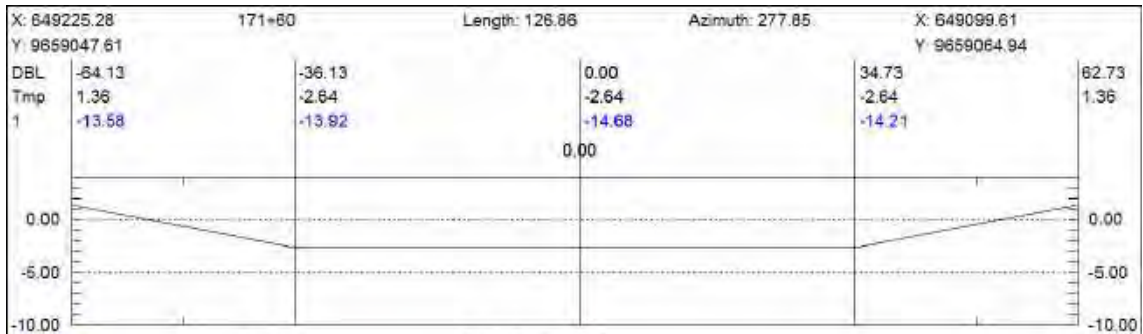 X: 649225.28 171+60 Length: 126.86 Azimuth: 277.85 X: 649099.61
Y: 9659047.61 Y: 9659064.94
DBL -64.13 -36.13 0.00 34.73 62.73
Tmp 1.36 -2.64 -2.64 -2.64 1.36
1 -13.58 -13.92 -14.68 -14.21
0,00
0.00 0.00
-5.00 -5.00
-10.00 -10.00